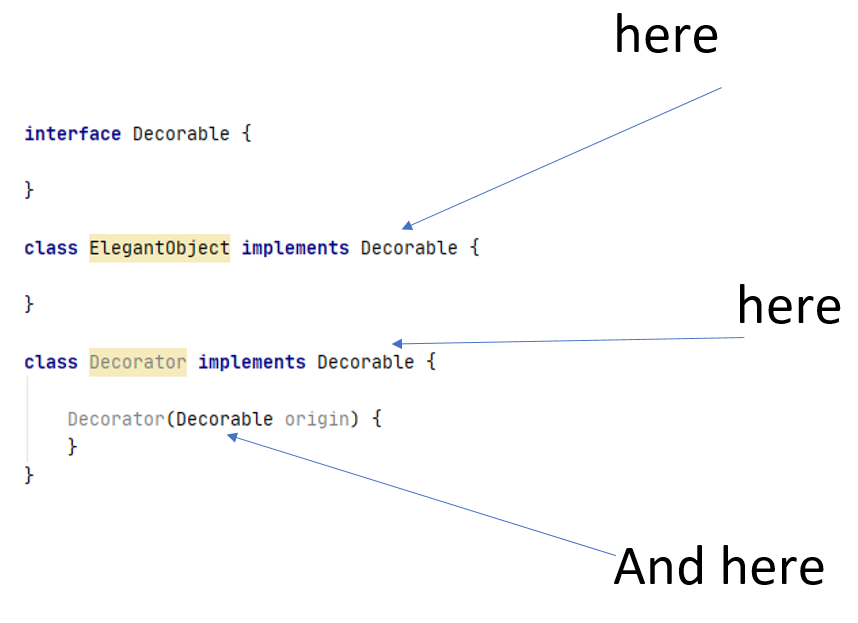 here
interface Decorable {
}
class ElegantObject implements Decorable {
}
here
class Decorator implements Decorable {
Decorator(Decorable origin) {
}
}
And here